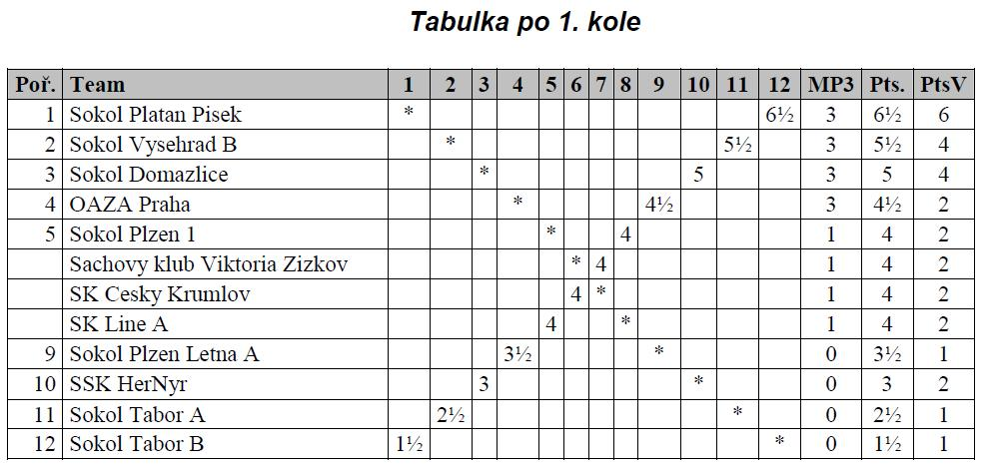 Tabulka po 1. kole
Poř. Team 1 2 3 4 5 6 7 8 9 10 11 12 MP3 Pts. PtsV
1 Sokol Platan Pisek * 6½ 3 6½ 6
2 Sokol Vysehrad B * 5½ 3 5½ 4
3 Sokol Domazlice * 5 3 5 4
4 OAZA Praha * 4½ 3 4½ 2
5 Sokol Plzen 1 * 4 1 4 2
Sachovy klub Viktoria Zizkov * 4 1 4 2
SK Cesky Krumlov 4 * 1 4 2
SK Line A 4 * 1 4 2
9 Sokol Plzen Letna A 3½ * 0 3½ 1
10 SSK HerNyr 3 * 0 3 2
11 Sokol Tabor A 2½ * 0 2½ 1
12 Sokol Tabor B 1½ * 0 1½ 1